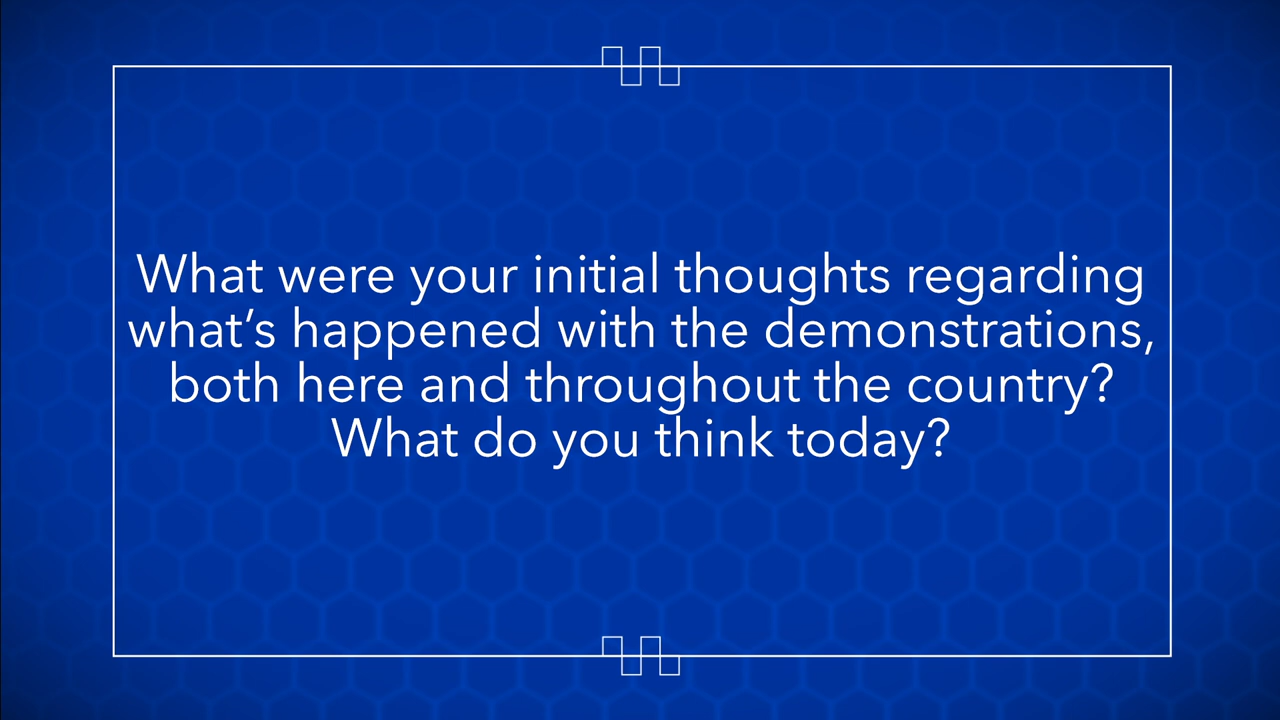 What were your initial thoughts regarding
what’s happened with the demonstrations,
both here and throughout the country?
What do you think today?